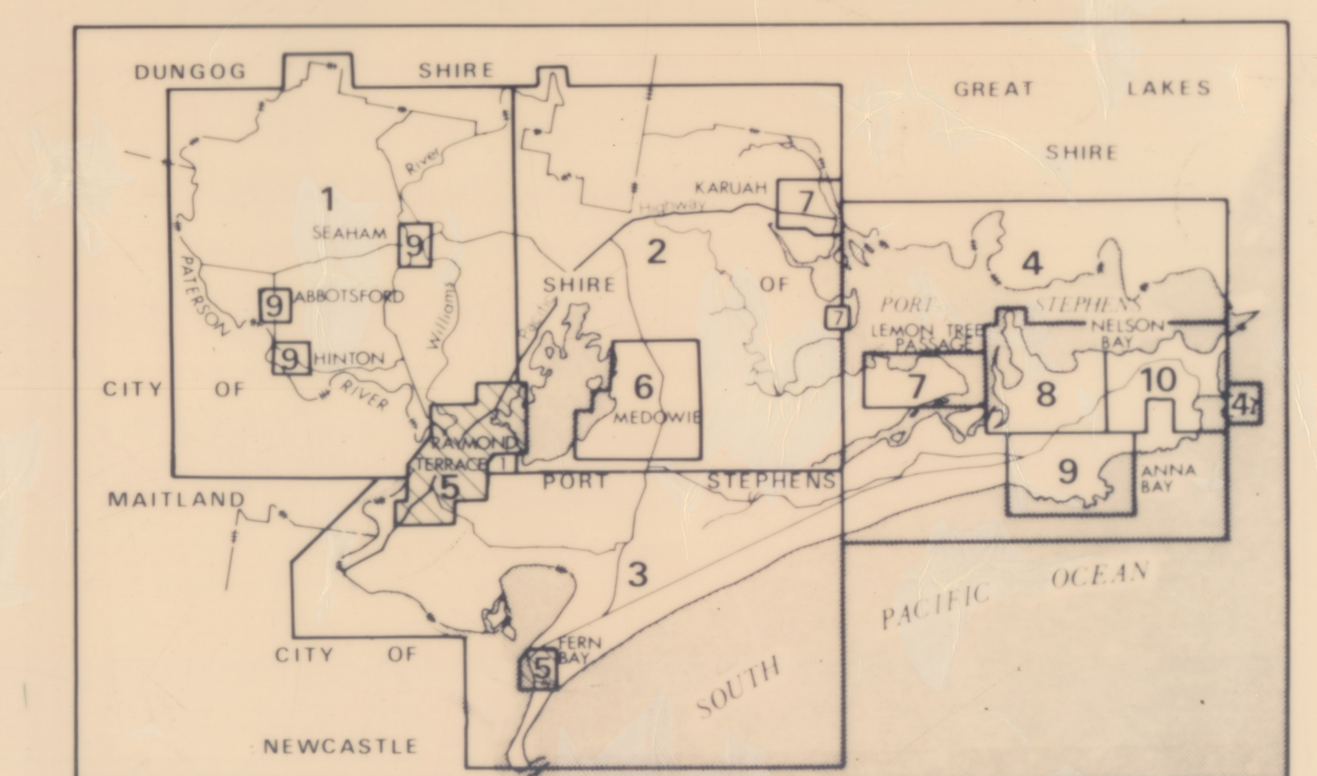 DUNGOG SHIRE
GREAT LAKES
SHIRE
1
River
SEAHAM
9
KARUAH
7
Highway
2
4
PATERSON
9
ABBOTSFORD
Williams
SHIRE OF
PORT STEPHENS
7
LEMON TREE
PASSAGE
NELSON
BAY
9
HINTON
CITY OF
RIVER
6
MEDOWIE
7
8
10
4
RAYMOND
TERRACE
1
5
PORT STEPHENS
9
ANNA
BAY
MAITLAND
3
PACIFIC OCEAN
CITY OF
FERN
BAY
5
SOUTH
NEWCASTLE